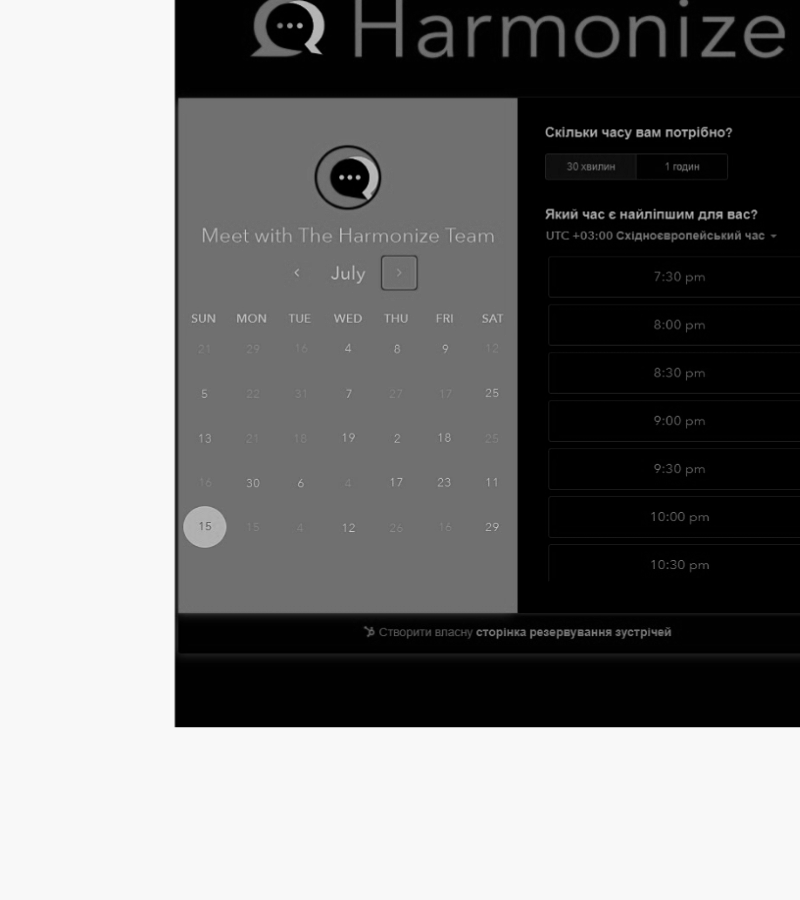 Harmonize
Meet with The Harmonize Team
July
SUN MON TUE WED THU FRI SAT
21 29 16 4 8 9 12
5 22 31 7 27 17 25
13 21 18 19 2 18 25
16 30 6 4 17 23 11
15 15 4 12 26 16 29
Скільки часу вам потрібно?
30 хвилин 1 годин
Який час є найліпшим для вас?
UTC +03:00 Східноєвропейський час
7:30 pm
8:00 pm
8:30 pm
9:00 pm
9:30 pm
10:00 pm
10:30 pm
Створити власну сторінка резервування зустрічей